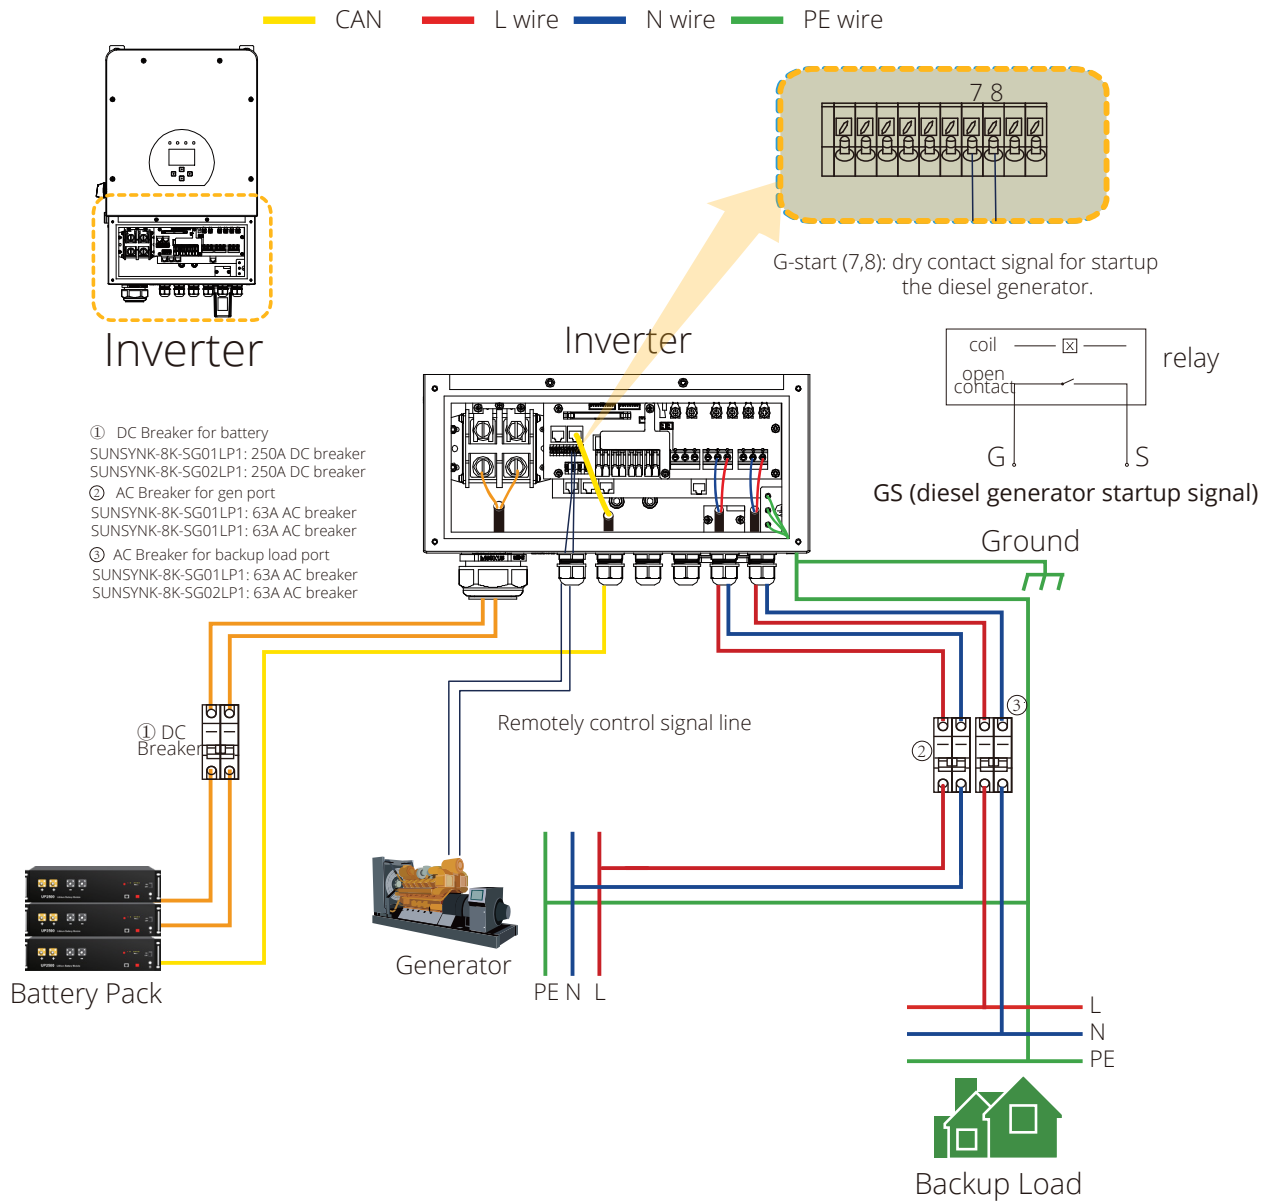 CAN L wire N wire PE wire
7 8
G-start (7,8): dry contact signal for startup
the diesel generator.
Inverter
Inverter
coil
open
contact
relay
G S
GS (diesel generator startup signal)
① DC Breaker for battery
SUNSYNK-8K-SG01LP1: 250A DC breaker
SUNSYNK-8K-SG02LP1: 250A DC breaker
② AC Breaker for gen port
SUNSYNK-8K-SG01LP1: 63A AC breaker
SUNSYNK-8K-SG01LP1: 63A AC breaker
③ AC Breaker for backup load port
SUNSYNK-8K-SG01LP1: 63A AC breaker
SUNSYNK-8K-SG02LP1: 63A AC breaker
Ground
① DC
Breaker
Remotely control signal line
②
③
Battery Pack
Generator
PE N L
L
N
PE
Backup Load